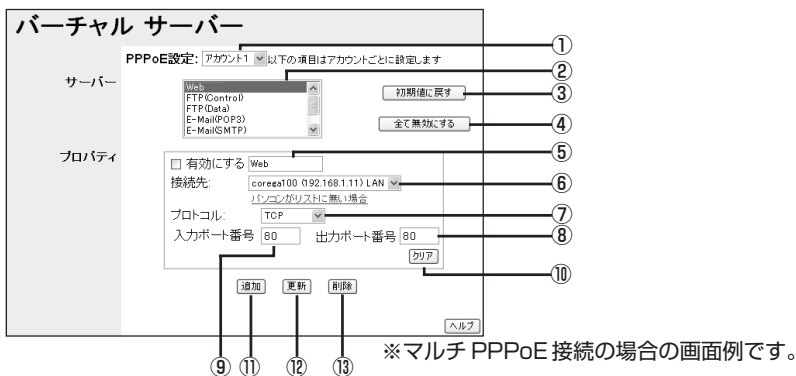 バーチャル サーバー
PPPoE設定: アカウント1 以下の項目はアカウントごとに設定します
①
サーバー
②
Web
FTP(Control)
FTP(Data)
E-Mail(POP3)
E-Mail(SMTP)
初期値に戻す
③
全て無効にする
④
プロパティ
有効にする Web
⑤
接続先: corega100 (192.168.1.11) LAN
⑥
パソコンがリストに無い場合
プロトコル: TCP
⑦
入力ポート番号 80 出力ポート番号 80
⑧
クリア
⑩
追加 更新 削除
ヘルプ
⑨ ⑪ ⑫ ⑬
※マルチ PPPoE 接続の場合の画面例です。